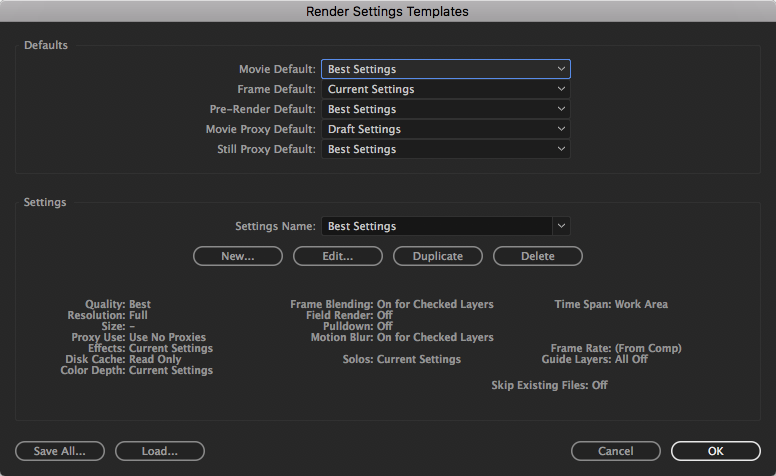 Render Settings Templates
Defaults
Movie Default: Best Settings
Frame Default: Current Settings
Pre-Render Default: Best Settings
Movie Proxy Default: Draft Settings
Still Proxy Default: Best Settings
Settings
Settings Name: Best Settings
New... Edit... Duplicate Delete
Quality: Best Frame Blending: On for Checked Layers Time Span: Work Area
Resolution: Full Field Render: Off
Size: – Pulldown: Off
Proxy Use: Use No Proxies Motion Blur: On for Checked Layers
Effects: Current Settings Frame Rate: (From Comp)
Disk Cache: Read Only Solos: Current Settings Guide Layers: All Off
Color Depth: Current Settings
Skip Existing Files: Off
Save All... Load... Cancel OK